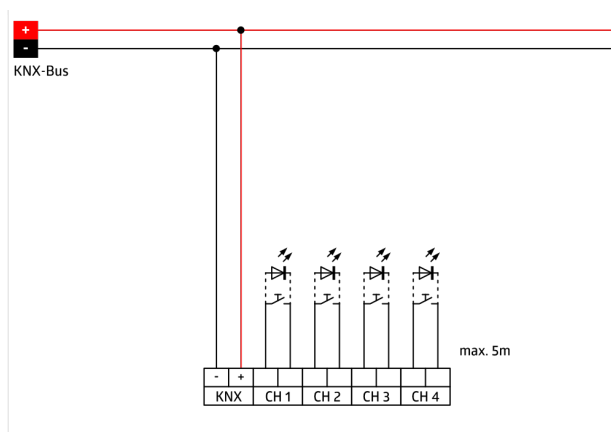 +
-
KNX-Bus
max. 5m
- +
KNX CH 1 CH 2 CH 3 CH 4